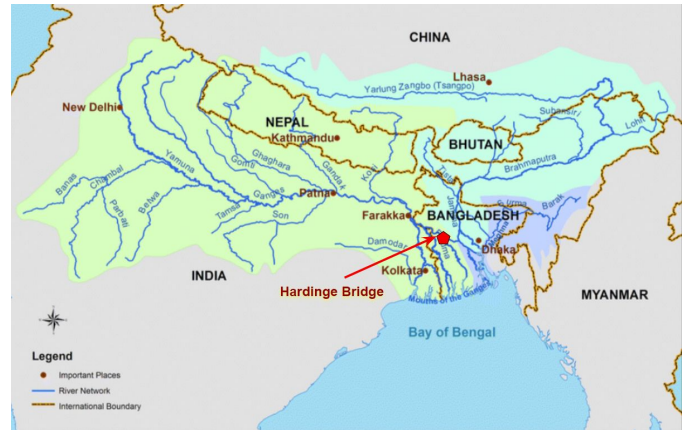 CHINA
Lhasa
Yarlung Zangbo (Tsangpo)
New Delhi
NEPAL
Kathmandu
Subansiri
Lohit
BHUTAN
Brahmaputra
Banas
Chambal
Yamuna
Gomti
Ghaghara
Gandak
Kosi
Parbati
Betwa
Ganges
Patna
Tamsa
Son
Farakka
BANGLADESH
Barak
Damodar
Dhaka
Kolkata
INDIA
Hardinge Bridge
Mouths of the Ganges
MYANMAR
Bay of Bengal
Legend
Important Places
River Network
International Boundary